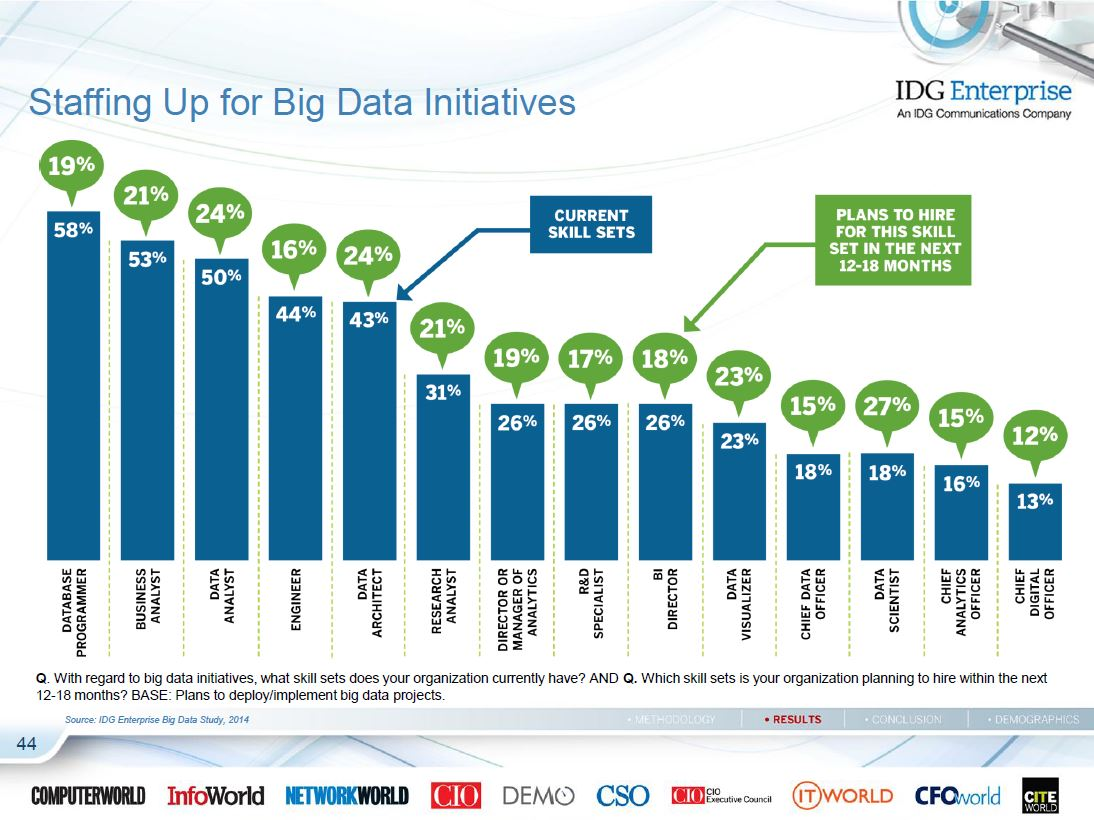 IDG Enterprise
An IDG Communications Company
Staffing Up for Big Data Initiatives
19%
21%
24%
16%
24%
21%
19%
17%
18%
23%
15%
27%
15%
12%
CURRENT
SKILL SETS
PLANS TO HIRE
FOR THIS SKILL
SET IN THE NEXT
12-18 MONTHS
58%
53%
50%
44%
43%
31%
26%
26%
26%
23%
18%
18%
16%
13%
DATABASE
PROGRAMMER
BUSINESS
ANALYST
DATA
ANALYST
ENGINEER
DATA
ARCHITECT
RESEARCH
ANALYST
DIRECTOR OR
MANAGER OF
ANALYTICS
R&D
SPECIALIST
BI
DIRECTOR
DATA
VISUALIZER
CHIEF DATA
OFFICER
DATA
SCIENTIST
CHIEF
ANALYTICS
OFFICER
CHIEF
DIGITAL
OFFICER
Q. With regard to big data initiatives, what skill sets does your organization currently have? AND Q. Which skill sets is your organization planning to hire within the next
12-18 months? BASE: Plans to deploy/implement big data projects.
Source: IDG Enterprise Big Data Study, 2014
• METHODOLOGY | • RESULTS | • CONCLUSION | • DEMOGRAPHICS
44
COMPUTERWORLD InfoWorld NETWORKWORLD CIO DEMO CSO CIO CIO Executive Council ITWORLD CFOworld CITE WORLD